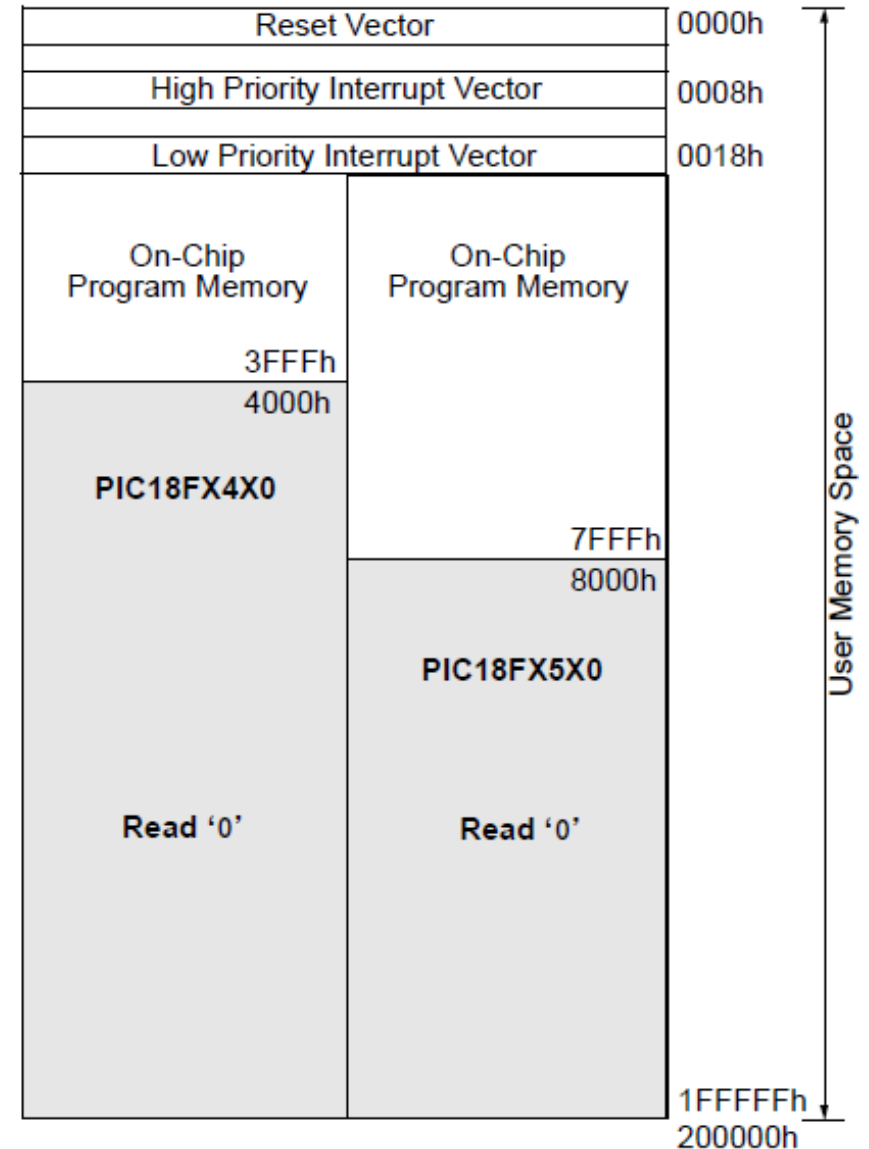 Reset Vector
0000h
High Priority Interrupt Vector
0008h
Low Priority Interrupt Vector
0018h
On-Chip
Program Memory
3FFFh
4000h
PIC18FX4X0
Read ‘0’
On-Chip
Program Memory
7FFFh
8000h
PIC18FX5X0
Read ‘0’
1FFFFFh
200000h
User Memory Space